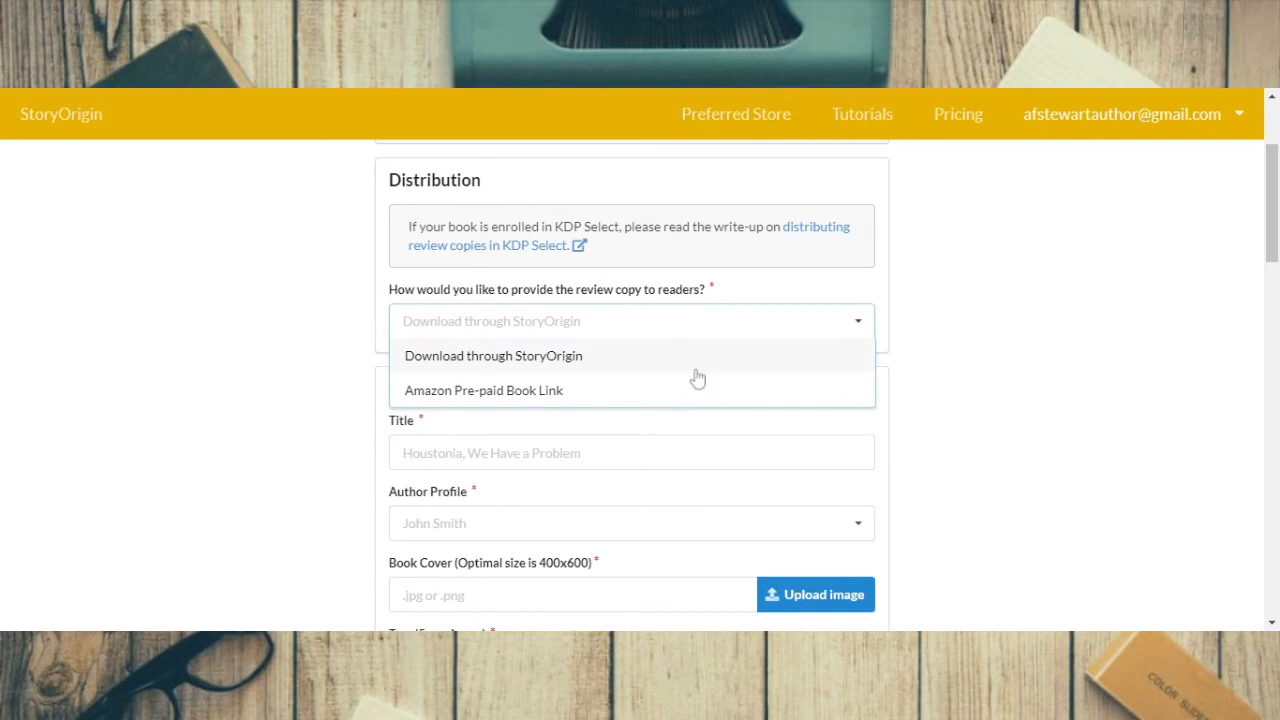 StoryOrigin
Preferred Store
Tutorials
Pricing
afstewartauthor@gmail.com
Distribution
If your book is enrolled in KDP Select, please read the write-up on distributing
review copies in KDP Select.
How would you like to provide the review copy to readers? *
Download through StoryOrigin
Download through StoryOrigin
Amazon Pre-paid Book Link
Title *
Houstonia, We Have a Problem
Author Profile *
John Smith
Book Cover (Optimal size is 400x600) *
.jpg or .png
Upload image